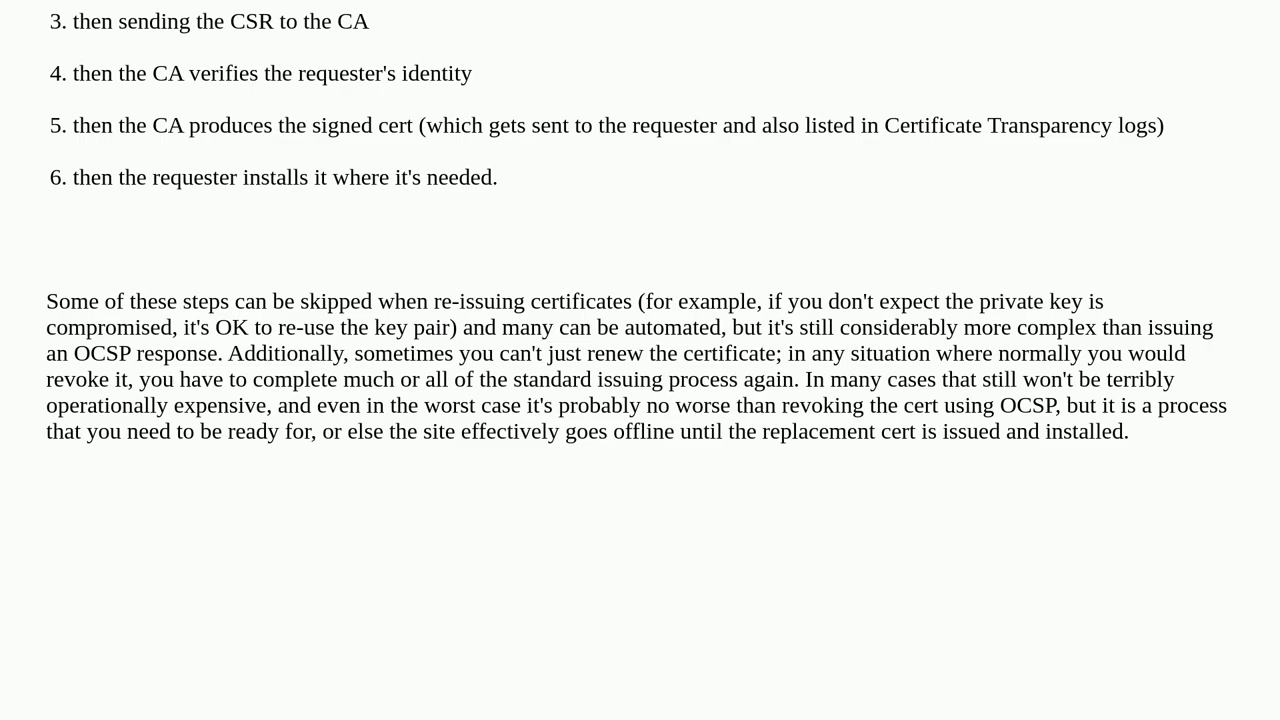 3. then sending the CSR to the CA
4. then the CA verifies the requester's identity
5. then the CA produces the signed cert (which gets sent to the requester and also listed in Certificate Transparency logs)
6. then the requester installs it where it's needed.
Some of these steps can be skipped when re-issuing certificates (for example, if you don't expect the private key is
compromised, it's OK to re-use the key pair) and many can be automated, but it's still considerably more complex than issuing
an OCSP response. Additionally, sometimes you can't just renew the certificate; in any situation where normally you would
revoke it, you have to complete much or all of the standard issuing process again. In many cases that still won't be terribly
operationally expensive, and even in the worst case it's probably no worse than revoking the cert using OCSP, but it is a process
that you need to be ready for, or else the site effectively goes offline until the replacement cert is issued and installed.